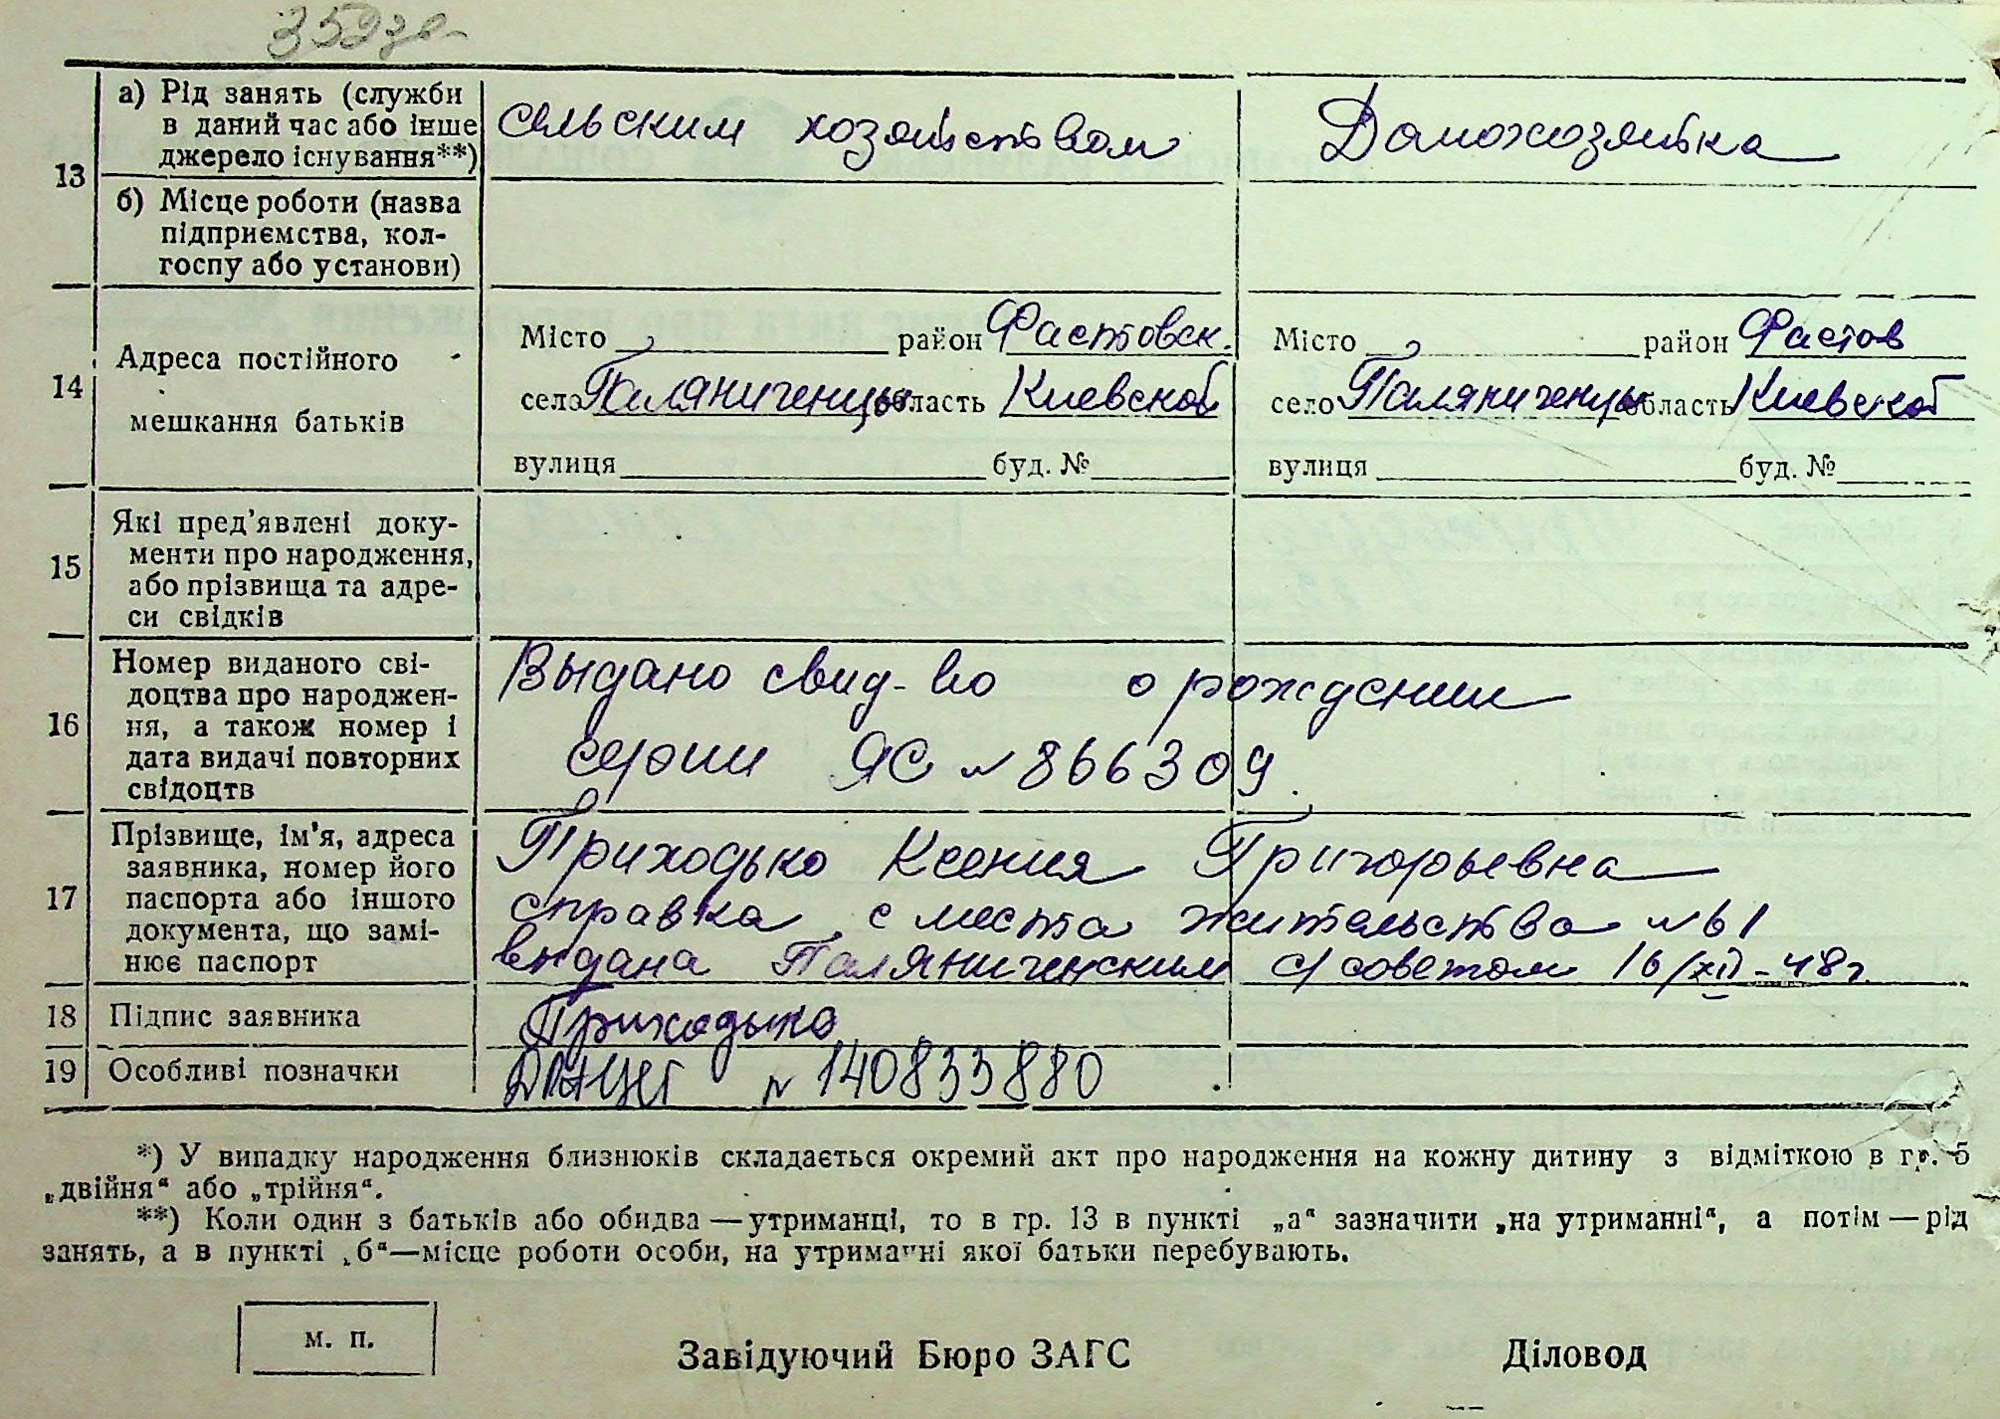 13
а) Рід занять (служби
в даний час або інше
джерело існування**)
сельским хозяйством
Домохозяйка
б) Місце роботи (назва
підприємства, кол-
госпу або установи)
14
Адреса постійного
мешкання батьків
Місто район Фастовск.
село Паляниченцы область Киевской
вулиця буд. №
Місто район Фастов
село Паляниченцы область Киевской
вулиця буд. №
15
Які пред'явлені доку-
менти про народження,
або прізвища та адре-
си свідків
16
Номер виданого сві-
доцтва про народжен-
ня, а також номер і
дата видачі повторних
свідоцтв
Выдано свид-во о рождении
серии ЯС № 866309.
17
Прізвище, ім'я, адреса
заявника, номер його
паспорта або іншого
документа, що замі-
нює паспорт
Приходько Ксения Григорьевна
справка с места жительства № 61
выдана Паляниченским с/советом 16/XII-48г.
18
Підпис заявника
Приходько
19
Особливі позначки
№ 140833880
*) У випадку народження близнюків складається окремий акт про народження на кожну дитину з відміткою в гр. 5
„двійня“ або „трійня“.
**) Коли один з батьків або обидва — утриманці, то в гр. 13 в пункті „а“ зазначити „на утриманні“, а потім — рід
занять, а в пункті „б“—місце роботи особи, на утриманні якої батьки перебувають.
м. п.
Завідуючий Бюро ЗАГС
Діловод